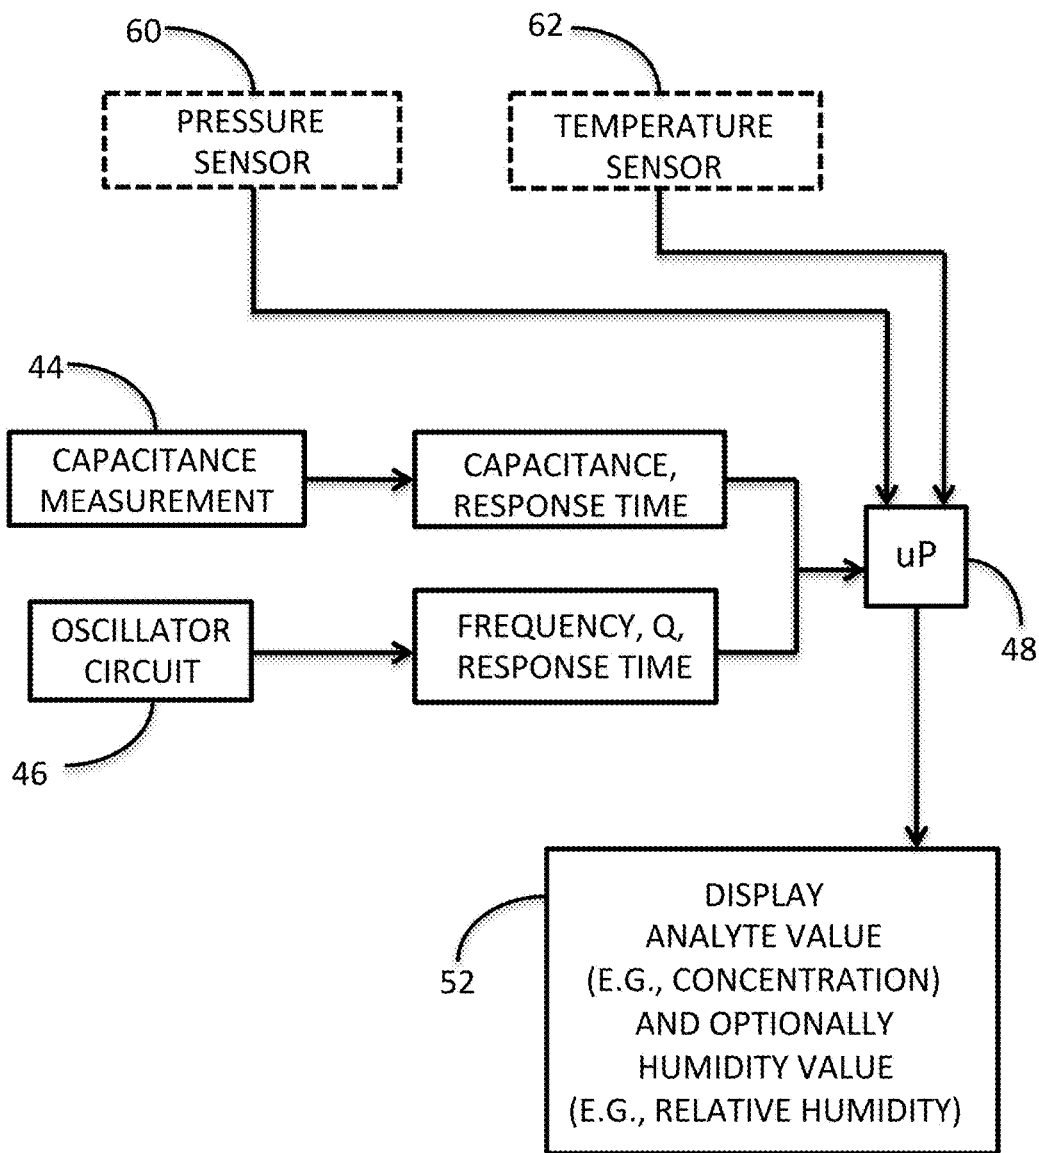 60
62
PRESSURE
SENSOR
TEMPERATURE
SENSOR
44
CAPACITANCE
MEASUREMENT
CAPACITANCE,
RESPONSE TIME
uP
48
OSCILLATOR
CIRCUIT
FREQUENCY, Q,
RESPONSE TIME
46
52
DISPLAY
ANALYTE VALUE
(E.G., CONCENTRATION)
AND OPTIONALLY
HUMIDITY VALUE
(E.G., RELATIVE HUMIDITY)